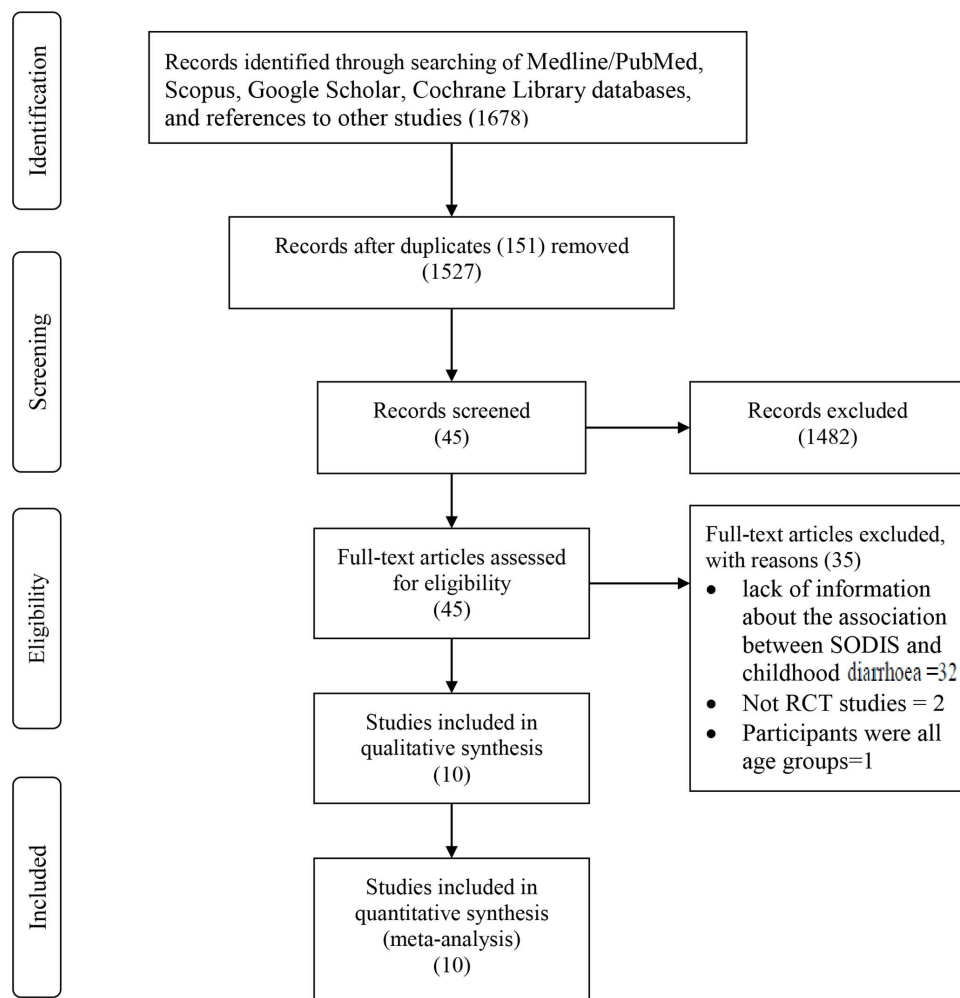 Identification
Records identified through searching of Medline/PubMed,
Scopus, Google Scholar, Cochrane Library databases,
and references to other studies (1678)
Records after duplicates (151) removed
(1527)
Screening
Records screened
(45)
Records excluded
(1482)
Eligibility
Full-text articles assessed
for eligibility
(45)
Full-text articles excluded,
with reasons (35)
• lack of information
about the association
between SODIS and
childhood diarrhoea =32
• Not RCT studies = 2
• Participants were all
age groups=1
Studies included in
qualitative synthesis
(10)
Included
Studies included in
quantitative synthesis
(meta-analysis)
(10)